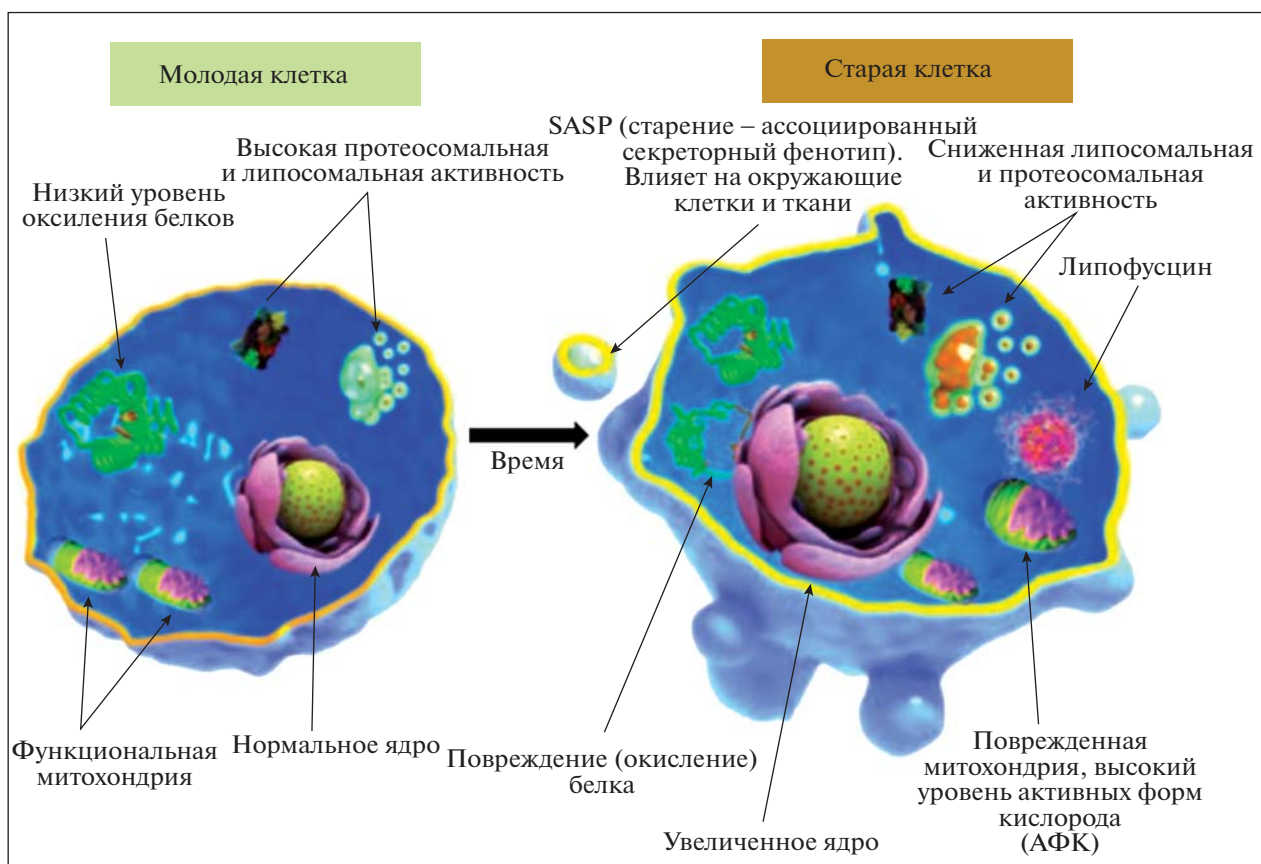 Молодая клетка
Старая клетка
Высокая протеосомальная
и липосомальная активность
Низкий уровень
оксиления белков
SASP (старение – ассоциированный
секреторный фенотип).
Влияет на окружающие
клетки и ткани
Сниженная липосомальная
и протеосомальная
активность
Липофусцин
Время
Функциональная
митохондрия
Нормальное ядро
Повреждение (окисление)
белка
Увеличенное ядро
Поврежденная
митохондрия, высокий
уровень активных форм
кислорода
(АФК)